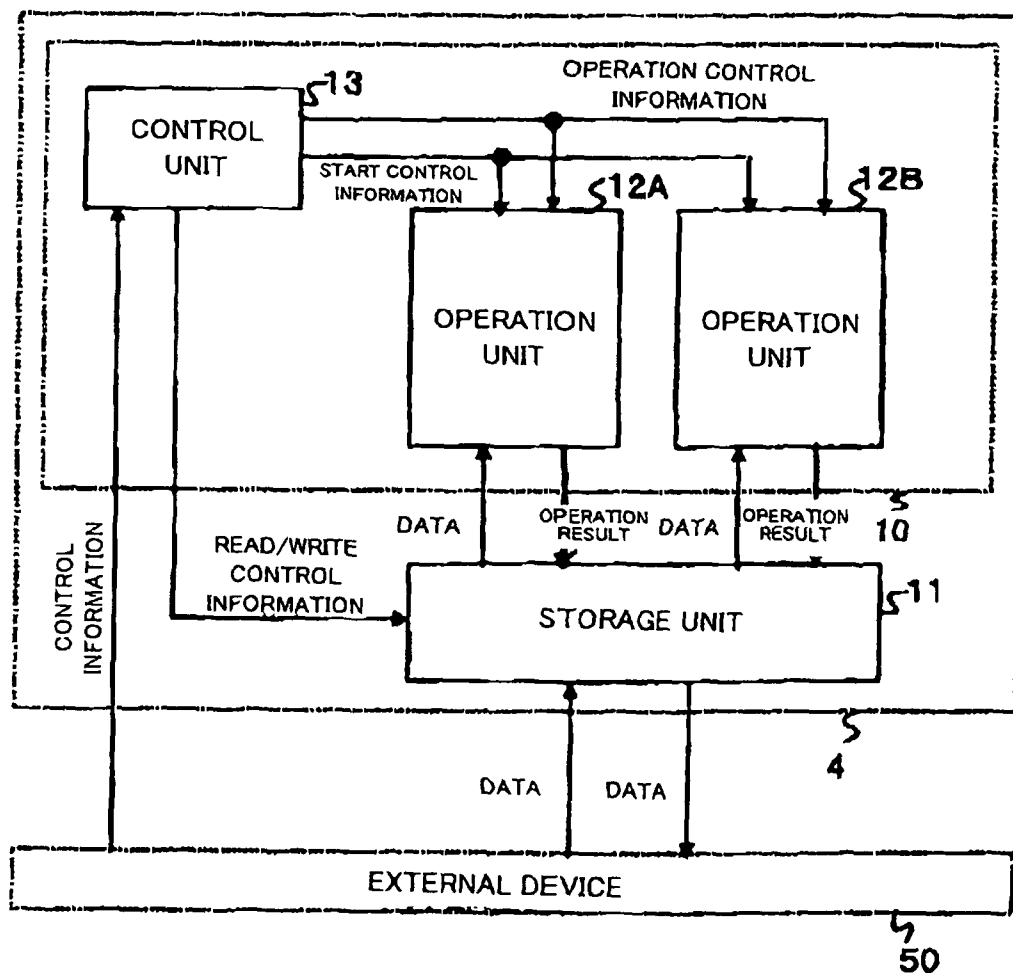 13
OPERATION CONTROL
INFORMATION
CONTROL
UNIT
START CONTROL
INFORMATION
12A
12B
OPERATION
UNIT
OPERATION
UNIT
DATA
OPERATION
RESULT
DATA
OPERATION
RESULT
10
READ/WRITE
CONTROL
INFORMATION
CONTROL
INFORMATION
STORAGE UNIT
11
4
DATA
DATA
EXTERNAL DEVICE
50